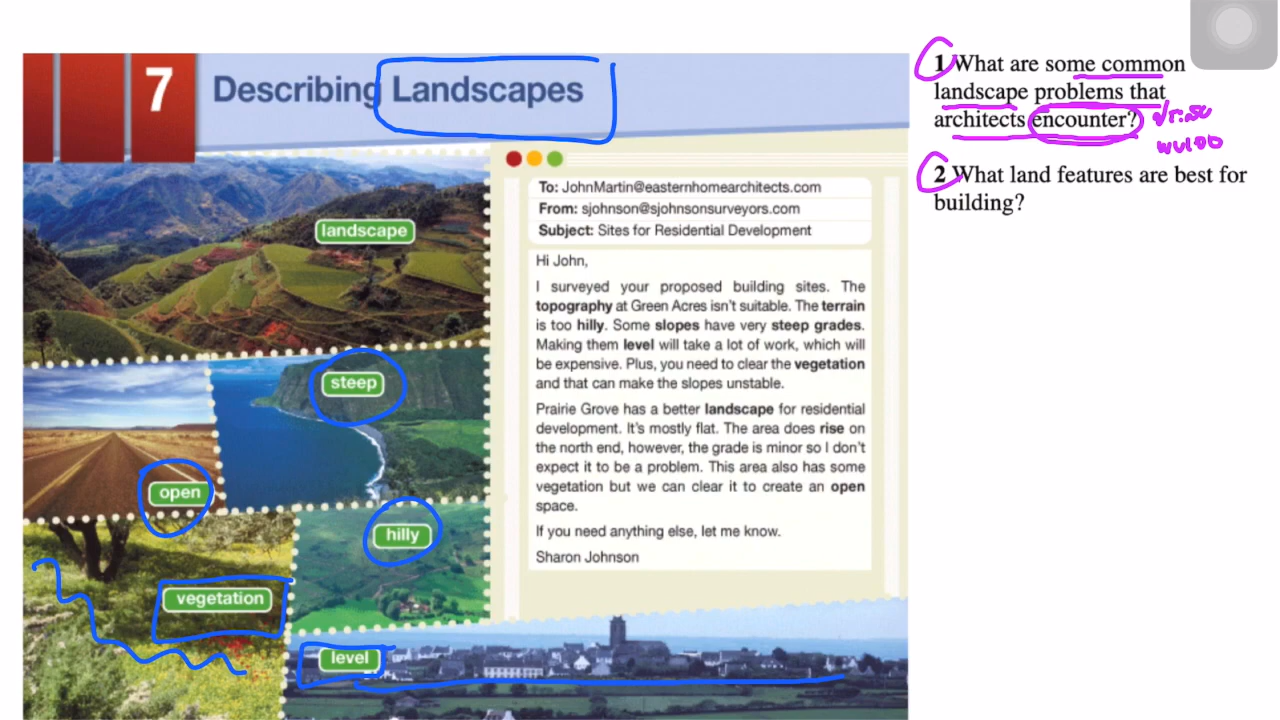 7 Describing Landscapes
landscape
steep
open
hilly
vegetation
level
To: JohnMartin@easternhomearchitects.com
From: sjohnson@sjohnsonsurveyors.com
Subject: Sites for Residential Development
Hi John,
I surveyed your proposed building sites. The
topography at Green Acres isn't suitable. The terrain
is too hilly. Some slopes have very steep grades.
Making them level will take a lot of work, which will
be expensive. Plus, you need to clear the vegetation
and that can make the slopes unstable.
Prairie Grove has a better landscape for residential
development. It's mostly flat. The area does rise on
the north end, however, the grade is minor so I don't
expect it to be a problem. This area also has some
vegetation but we can clear it to create an open
space.
If you need anything else, let me know.
Sharon Johnson
1 What are some common
landscape problems that
architects encounter?
2 What land features are best for
building?